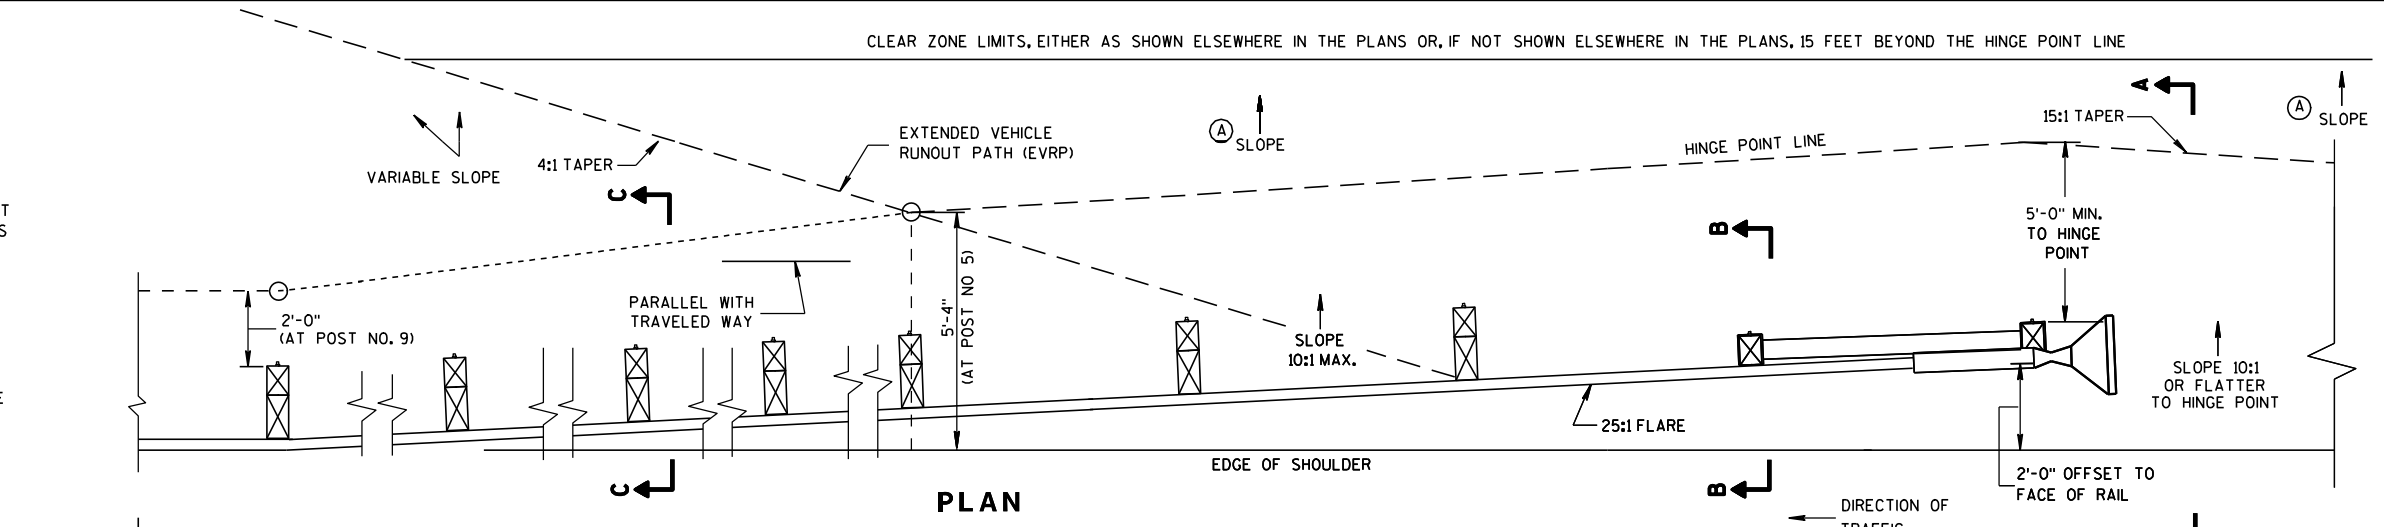 CLEAR ZONE LIMITS, EITHER AS SHOWN ELSEWHERE IN THE PLANS OR, IF NOT SHOWN ELSEWHERE IN THE PLANS, 15 FEET BEYOND THE HINGE POINT LINE
A
15:1 TAPER
A
SLOPE
EXTENDED VEHICLE
RUNOUT PATH (EVRP)
A
SLOPE
HINGE POINT LINE
4:1 TAPER
VARIABLE SLOPE
C
T
S
B
5'-0" MIN.
TO HINGE
POINT
PARALLEL WITH
TRAVELED WAY
5'-4"
(AT POST NO 5)
2'-0"
(AT POST NO. 9)
SLOPE
10:1 MAX.
SLOPE 10:1
OR FLATTER
TO HINGE POINT
E
25:1 FLARE
EDGE OF SHOULDER
2'-0" OFFSET TO
FACE OF RAIL
C
B
PLAN
DIRECTION OF
TRAFFIC